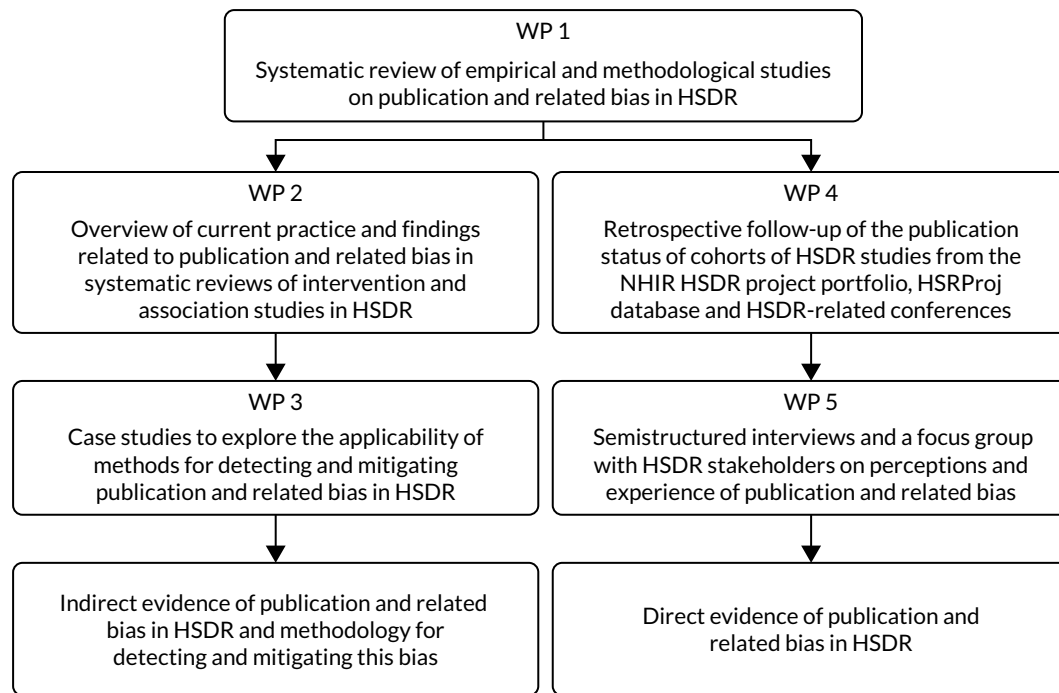 WP 1
Systematic review of empirical and methodological studies
on publication and related bias in HSDR
WP 2
Overview of current practice and findings
related to publication and related bias in
systematic reviews of intervention and
association studies in HSDR
WP 4
Retrospective follow-up of the publication
status of cohorts of HSDR studies from the
NHIR HSDR project portfolio, HSRProj
database and HSDR-related conferences
WP 3
Case studies to explore the applicability of
methods for detecting and mitigating
publication and related bias in HSDR
WP 5
Semistructured interviews and a focus group
with HSDR stakeholders on perceptions and
experience of publication and related bias
Indirect evidence of publication and related
bias in HSDR and methodology for
detecting and mitigating this bias
Direct evidence of publication and
related bias in HSDR